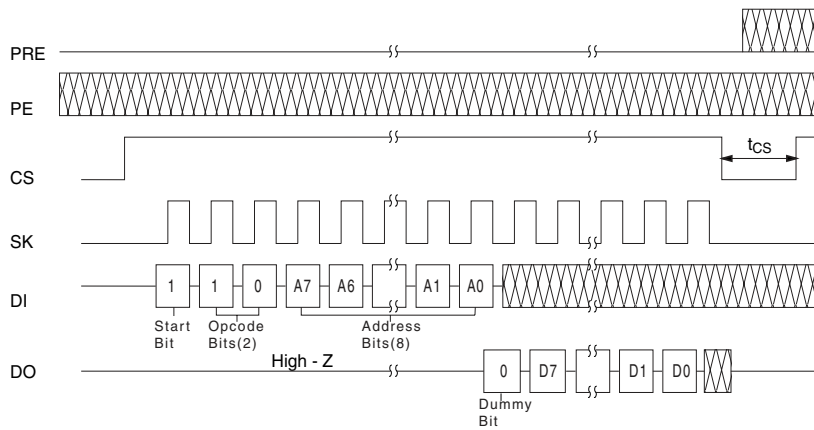 PRE
PE
CS
tCS
SK
DI 1 1 0 A7 A6 A1 A0
Start Bit
Opcode Bits(2)
Address Bits(8)
High - Z
DO 0 D7 D1 D0
Dummy Bit